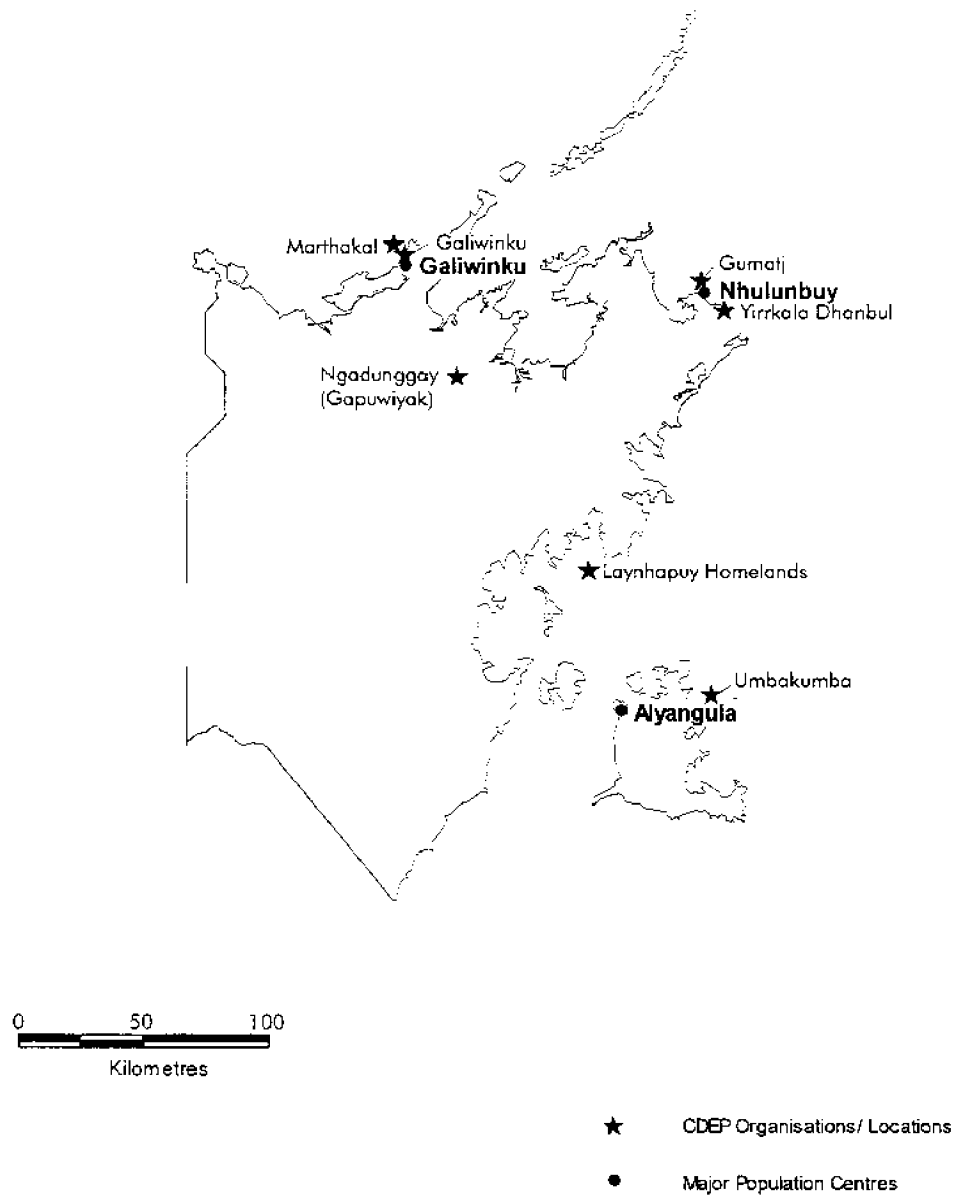 Marthakal
Galiwinku
Galiwinku
Gumatj
Nhulunbuy
Yirrkala Dhanbul
Ngadunggay
(Gapuwiyak)
Laynhapuy Homelands
Umbakumba
Alyangula
0 50 100
Kilometres
CDEP Organisations/ Locations
Major Population Centres